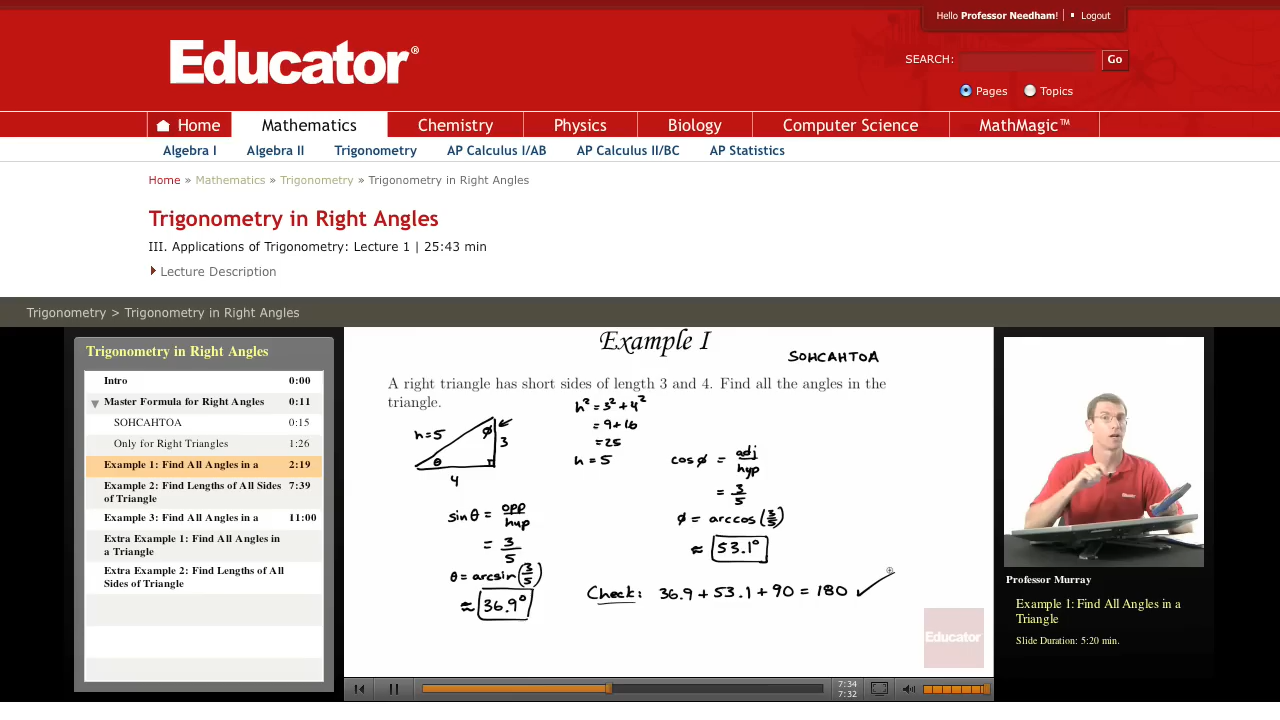 Hello Professor Needham! Logout
Educator®
SEARCH: Go
Pages Topics
Home Mathematics Chemistry Physics Biology Computer Science MathMagic™
Algebra I Algebra II Trigonometry AP Calculus I/AB AP Calculus II/BC AP Statistics
Home » Mathematics » Trigonometry » Trigonometry in Right Angles
Trigonometry in Right Angles
III. Applications of Trigonometry: Lecture 1 | 25:43 min
Lecture Description
Trigonometry > Trigonometry in Right Angles
Trigonometry in Right Angles
Intro 0:00
Master Formula for Right Angles 0:11
SOHCAHTOA 0:15
Only for Right Triangles 1:26
Example 1: Find All Angles in a 2:19
Example 2: Find Lengths of All Sides 7:39
of Triangle
Example 3: Find All Angles in a 11:00
Extra Example 1: Find All Angles in
a Triangle
Extra Example 2: Find Lengths of All
Sides of Triangle
Example I
SOHCAHTOA
A right triangle has short sides of length 3 and 4. Find all the angles in the
triangle.
h² = 3² + 4²
= 9 + 16
= 25
h = 5
h = 5
φ
3
θ
4
sin θ = opp/hyp
= 3/5
θ = arcsin(3/5)
≈ 36.9°
cos φ = adj/hyp
= 3/5
φ = arccos(3/5)
≈ 53.1°
Check: 36.9 + 53.1 + 90 = 180 ✓
Educator
7:34
7:32
Professor Murray
Example 1: Find All Angles in a
Triangle
Slide Duration: 5:20 min.